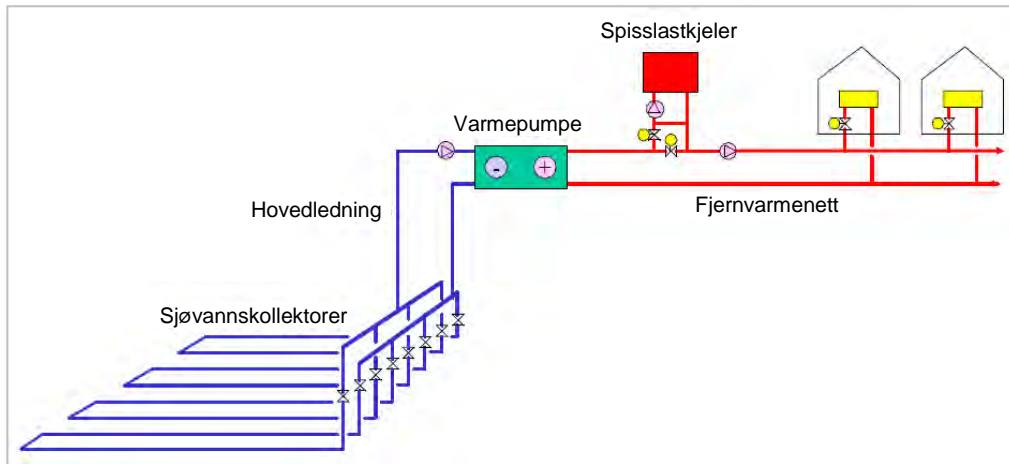 Spisslastkjeler
Varmepumpe
-
+
Hovedledning
Fjernvarmenett
Sjøvannskollektorer